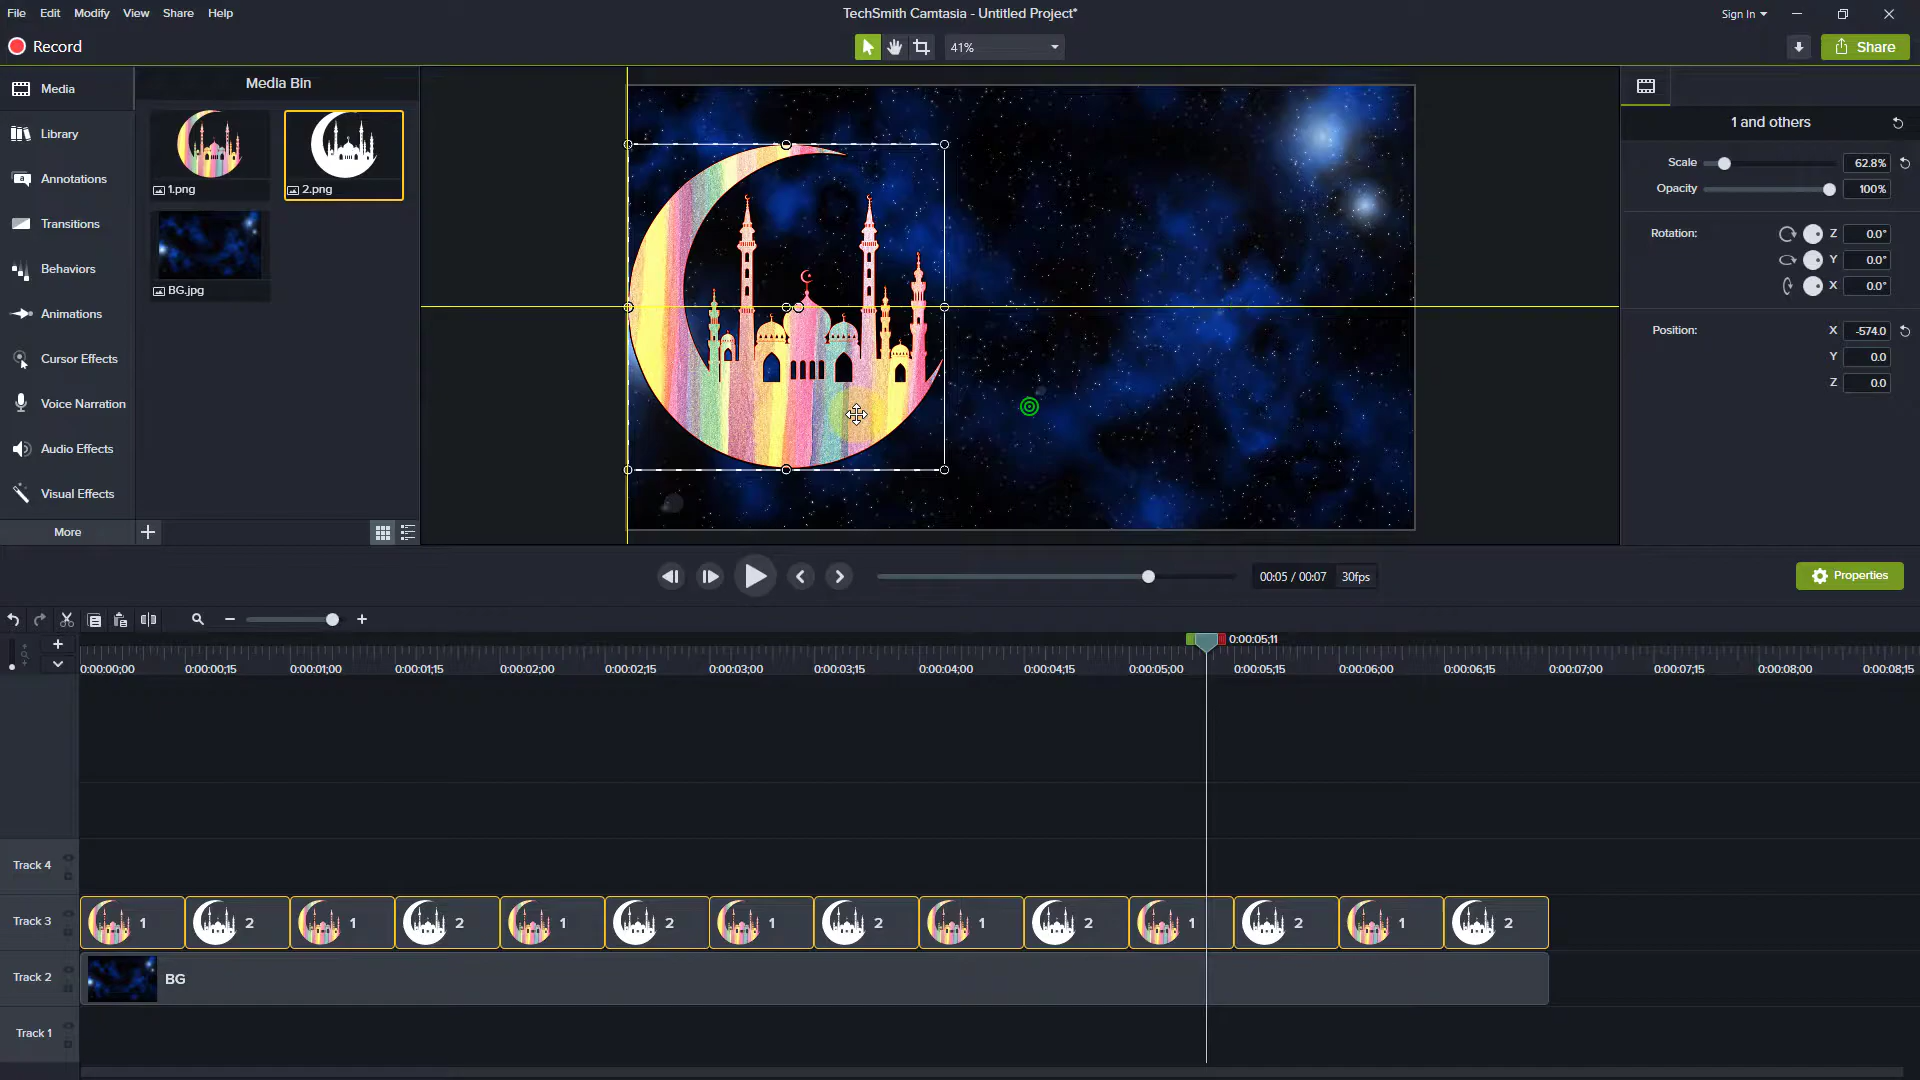 File Edit Modify View Share Help
TechSmith Camtasia - Untitled Project*
Sign In
Record
41%
Share
Media
Library
Annotations
Transitions
Behaviors
Animations
Cursor Effects
Voice Narration
Audio Effects
Visual Effects
More
Media Bin
1.png
2.png
BG.jpg
1 and others
Scale 62.8%
Opacity 100%
Rotation: Z 0.0°
Y 0.0°
X 0.0°
Position: X -574.0
Y 0.0
Z 0.0
00:05 / 00:07 30fps
Properties
0:00:05;11
0:00:00;00 0:00:00;15 0:00:01;00 0:00:01;15 0:00:02;00 0:00:02;15 0:00:03;00 0:00:03;15 0:00:04;00 0:00:04;15 0:00:05;00 0:00:05;15 0:00:06;00 0:00:06;15 0:00:07;00 0:00:07;15 0:00:08;00 0:00:08;15
Track 4
Track 3 1 2 1 2 1 2 1 2 1 2 1 2 1 2
Track 2 BG
Track 1